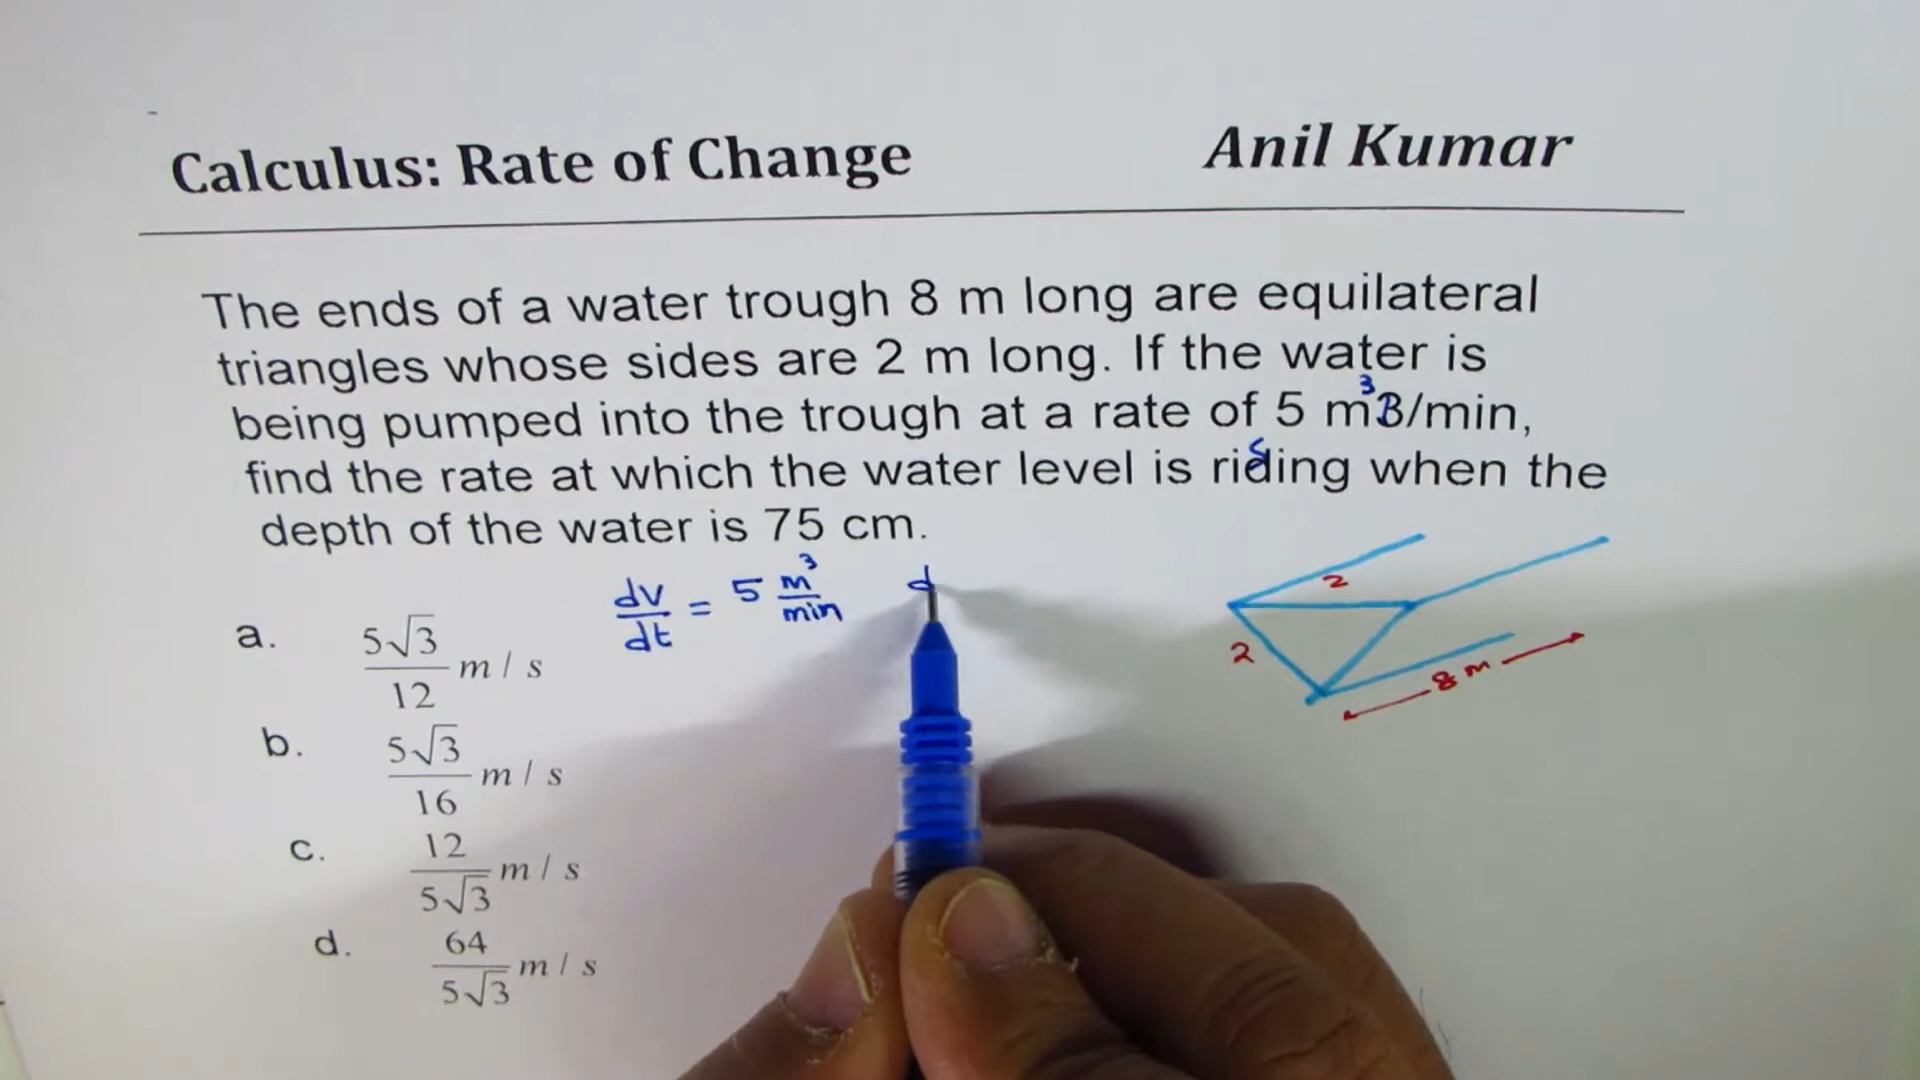 Calculus: Rate of Change Anil Kumar
The ends of a water trough 8 m long are equilateral
triangles whose sides are 2 m long. If the water is
being pumped into the trough at a rate of 5 m³3/min,
find the rate at which the water level is rising when the
depth of the water is 75 cm.
dv/dt = 5 m³/min d
2
2
8 m
a. 5√3/12 m / s
b. 5√3/16 m / s
c. 12/5√3 m / s
d. 64/5√3 m / s